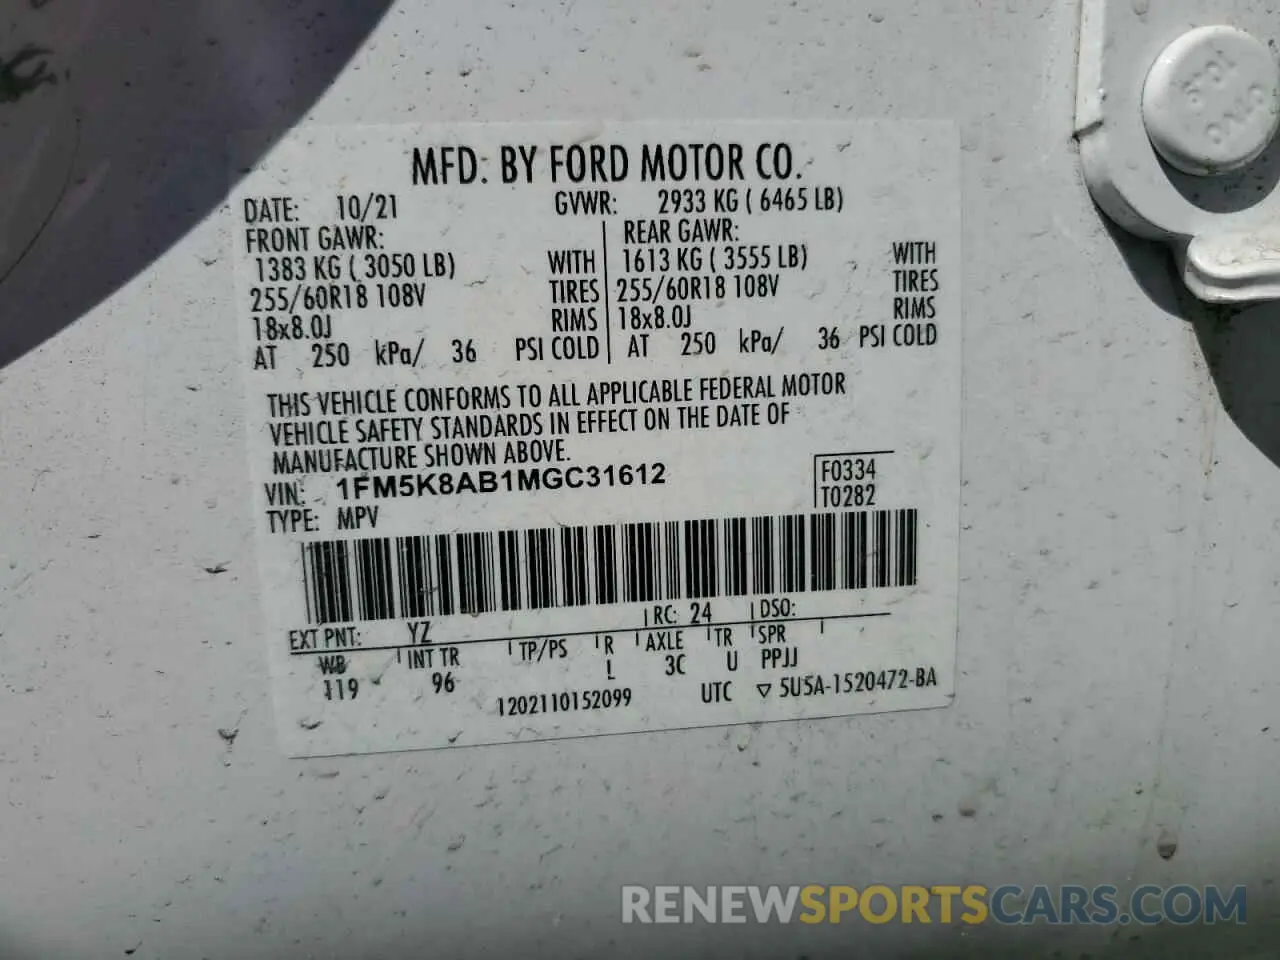 MFD. BY FORD MOTOR CO.
DATE: 10/21 GVWR: 2933 KG ( 6465 LB)
FRONT GAWR: REAR GAWR:
1383 KG ( 3050 LB) WITH 1613 KG ( 3555 LB) WITH
255/60R18 108V TIRES 255/60R18 108V TIRES
18x8.0J RIMS 18x8.0J RIMS
AT 250 kPa/ 36 PSI COLD AT 250 kPa/ 36 PSI COLD
THIS VEHICLE CONFORMS TO ALL APPLICABLE FEDERAL MOTOR
VEHICLE SAFETY STANDARDS IN EFFECT ON THE DATE OF
MANUFACTURE SHOWN ABOVE.
VIN: 1FM5K8AB1MGC31612 F0334
TYPE: MPV T0282
EXT PNT: YZ RC: 24 DSO:
WB INT TR TP/PS R AXLE TR SPR
119 96 L 3C U PPJJ
1202110152099 UTC ▽ 5U5A-1520472-BA
10.9
RENEWSPORTSCARS.COM